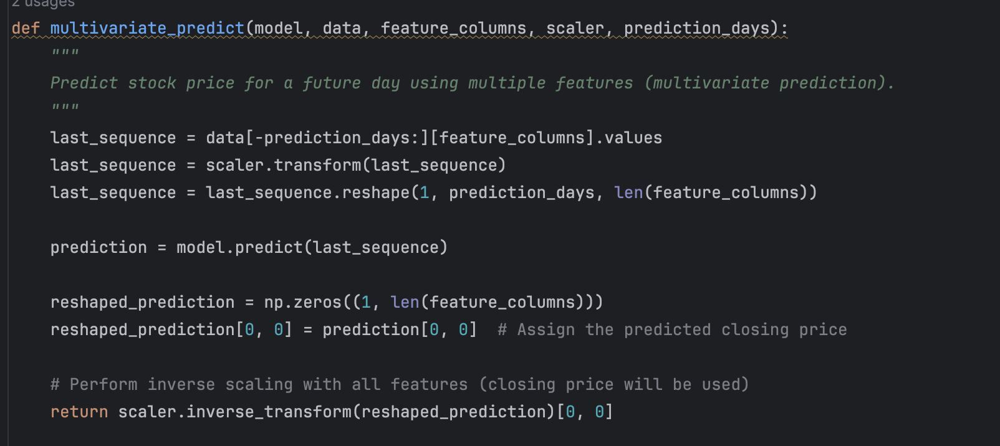 2 usages
def multivariate_predict(model, data, feature_columns, scaler, prediction_days):
    """
    Predict stock price for a future day using multiple features (multivariate prediction).
    """
    last_sequence = data[-prediction_days:][feature_columns].values
    last_sequence = scaler.transform(last_sequence)
    last_sequence = last_sequence.reshape(1, prediction_days, len(feature_columns))

    prediction = model.predict(last_sequence)

    reshaped_prediction = np.zeros((1, len(feature_columns)))
    reshaped_prediction[0, 0] = prediction[0, 0]  # Assign the predicted closing price

    # Perform inverse scaling with all features (closing price will be used)
    return scaler.inverse_transform(reshaped_prediction)[0, 0]